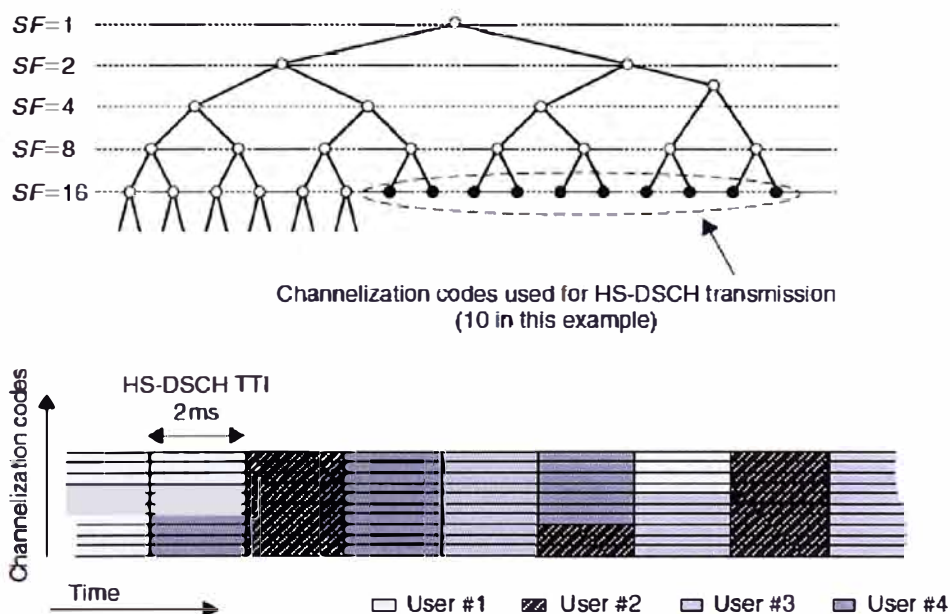 SF=1
SF=2
SF=4
SF=8
SF=16
Channelization codes used for HS-DSCH transmission
(10 in this example)
HS-DSCH TTI
2ms
Channelization codes
Time
User #1
User #2
User #3
User #4